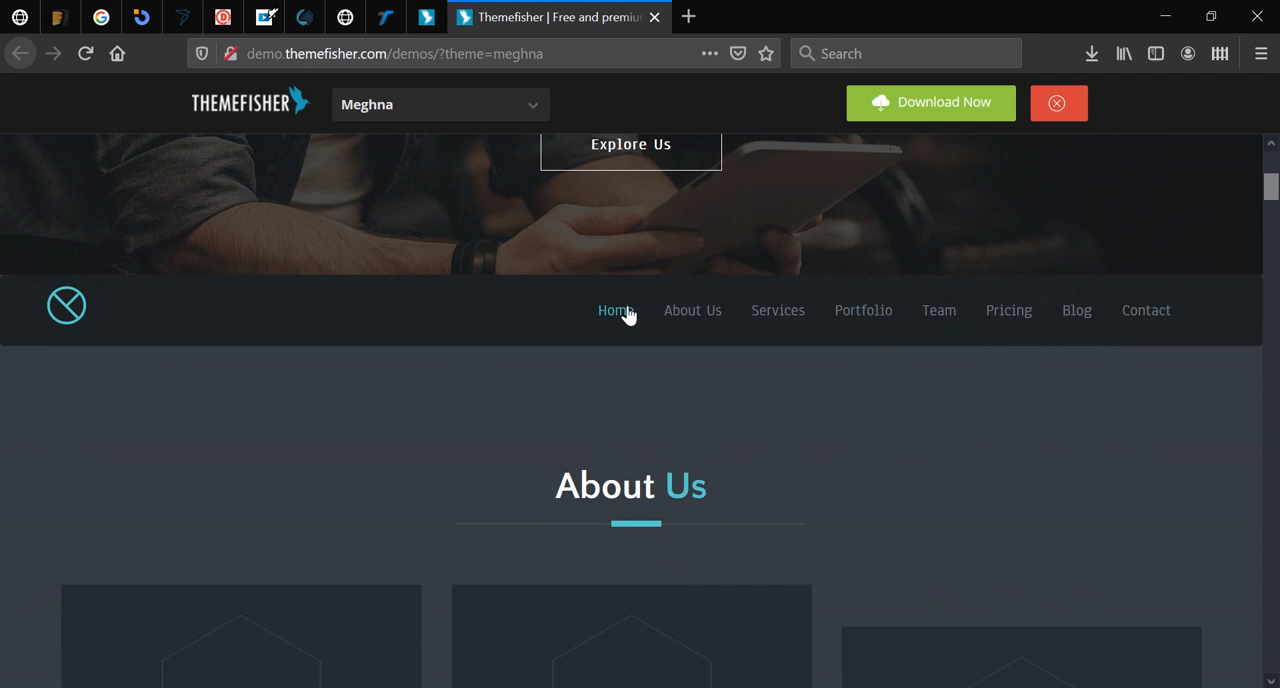 Themefisher | Free and premiu
demo.themefisher.com/demos/?theme=meghna
Search
THEMEFISHER
Meghna
Download Now
Explore Us
Home About Us Services Portfolio Team Pricing Blog Contact
About Us